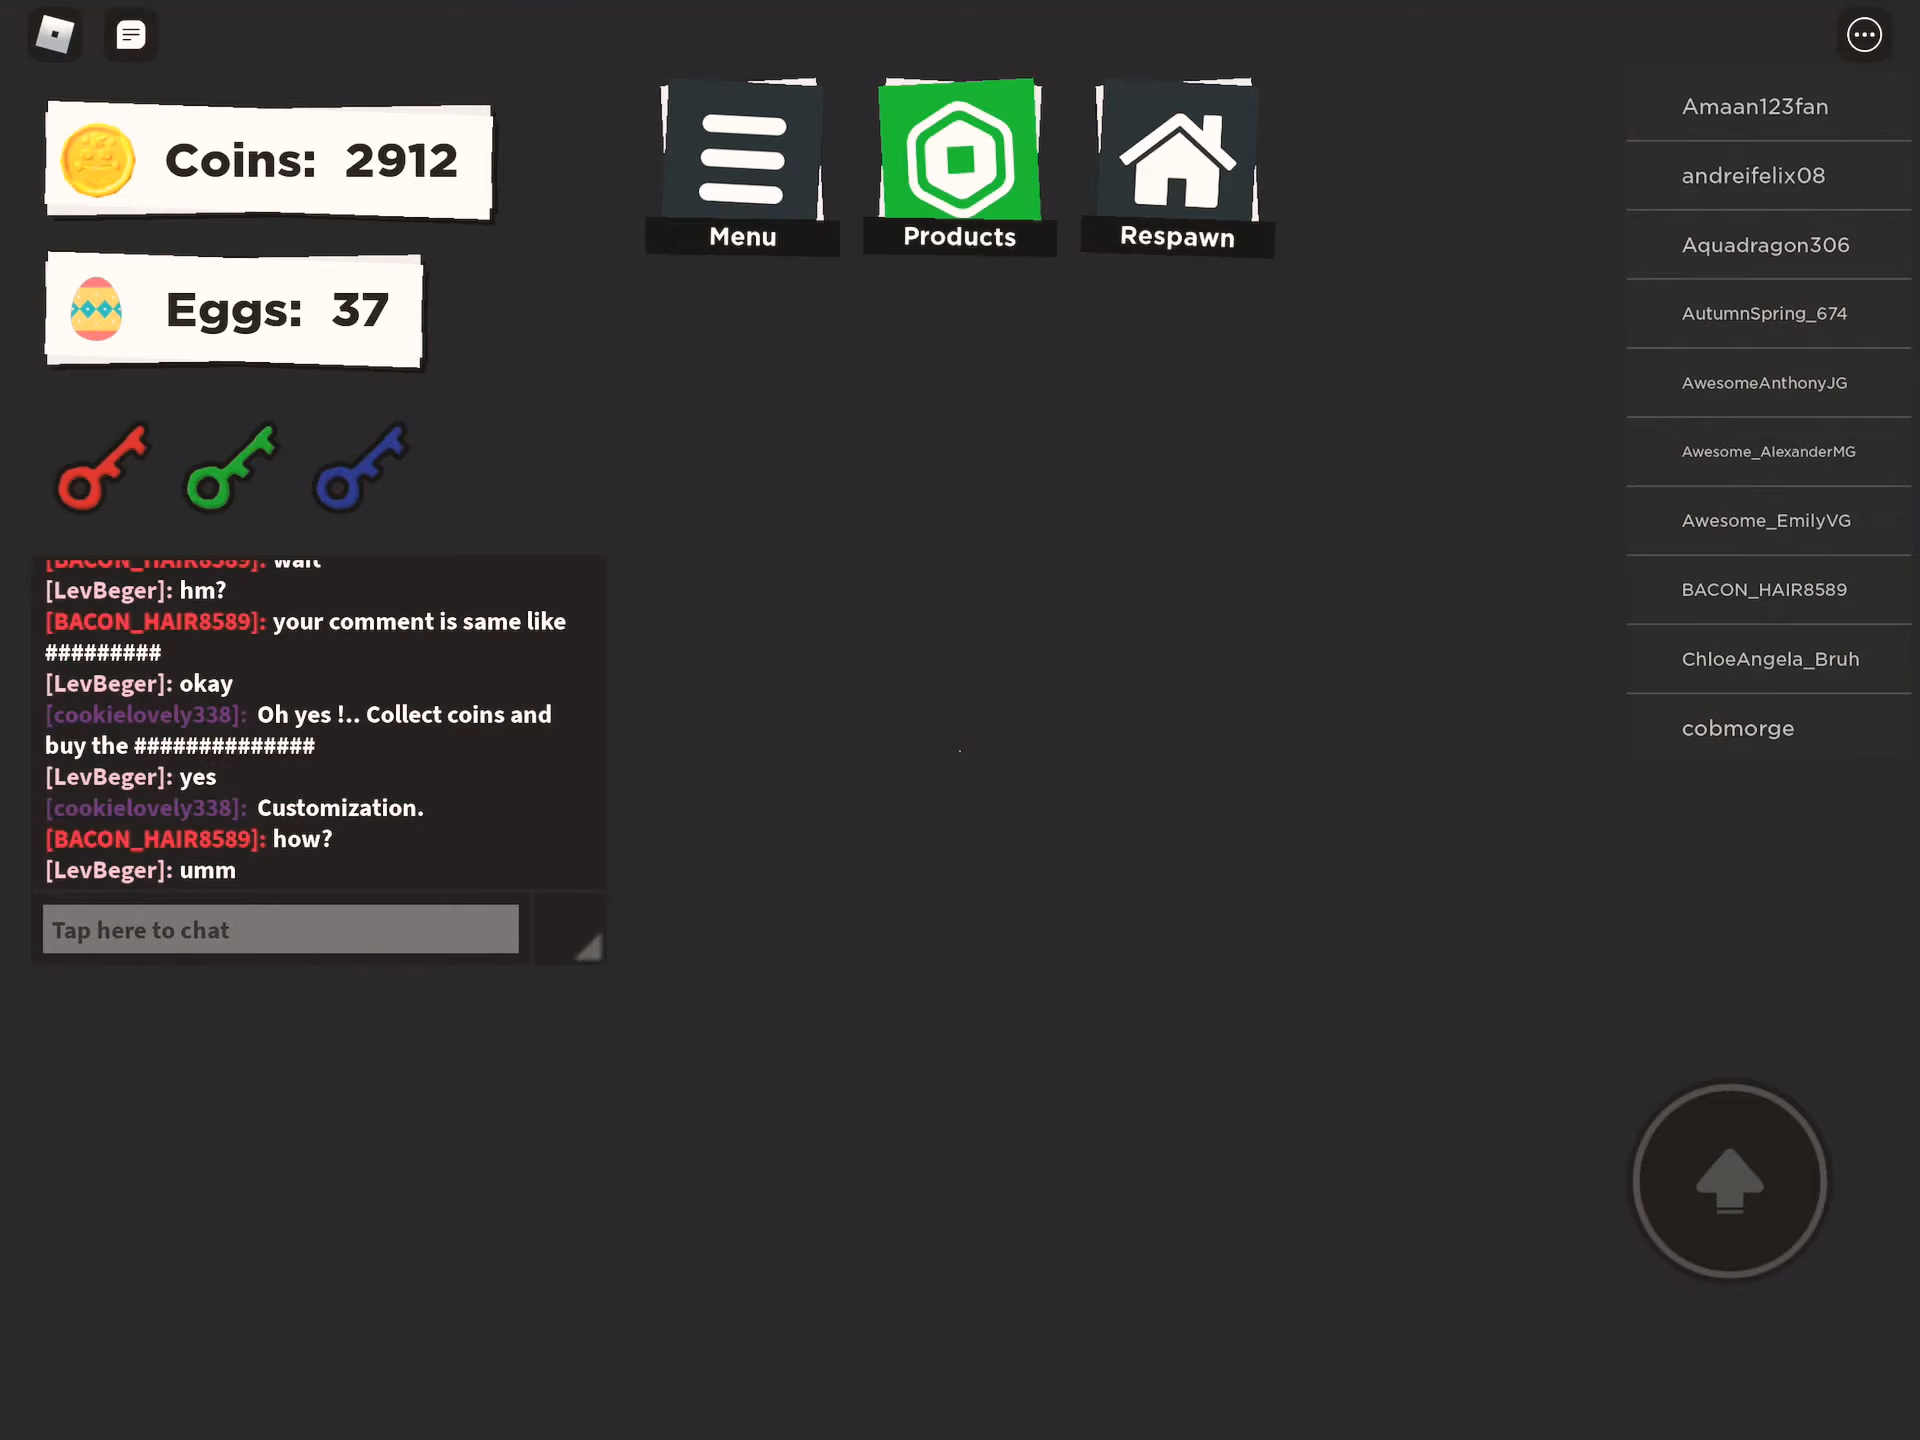 Coins: 2912
Eggs: 37
Menu
Products
Respawn
[BACON_HAIR8589]: wait
[LevBeger]: hm?
[BACON_HAIR8589]: your comment is same like
#########
[LevBeger]: okay
[cookielovely338]: Oh yes !.. Collect coins and
buy the ##############
[LevBeger]: yes
[cookielovely338]: Customization.
[BACON_HAIR8589]: how?
[LevBeger]: umm
Tap here to chat
Amaan123fan
andreifelix08
Aquadragon306
AutumnSpring_674
AwesomeAnthonyJG
Awesome_AlexanderMG
Awesome_EmilyVG
BACON_HAIR8589
ChloeAngela_Bruh
cobmorge